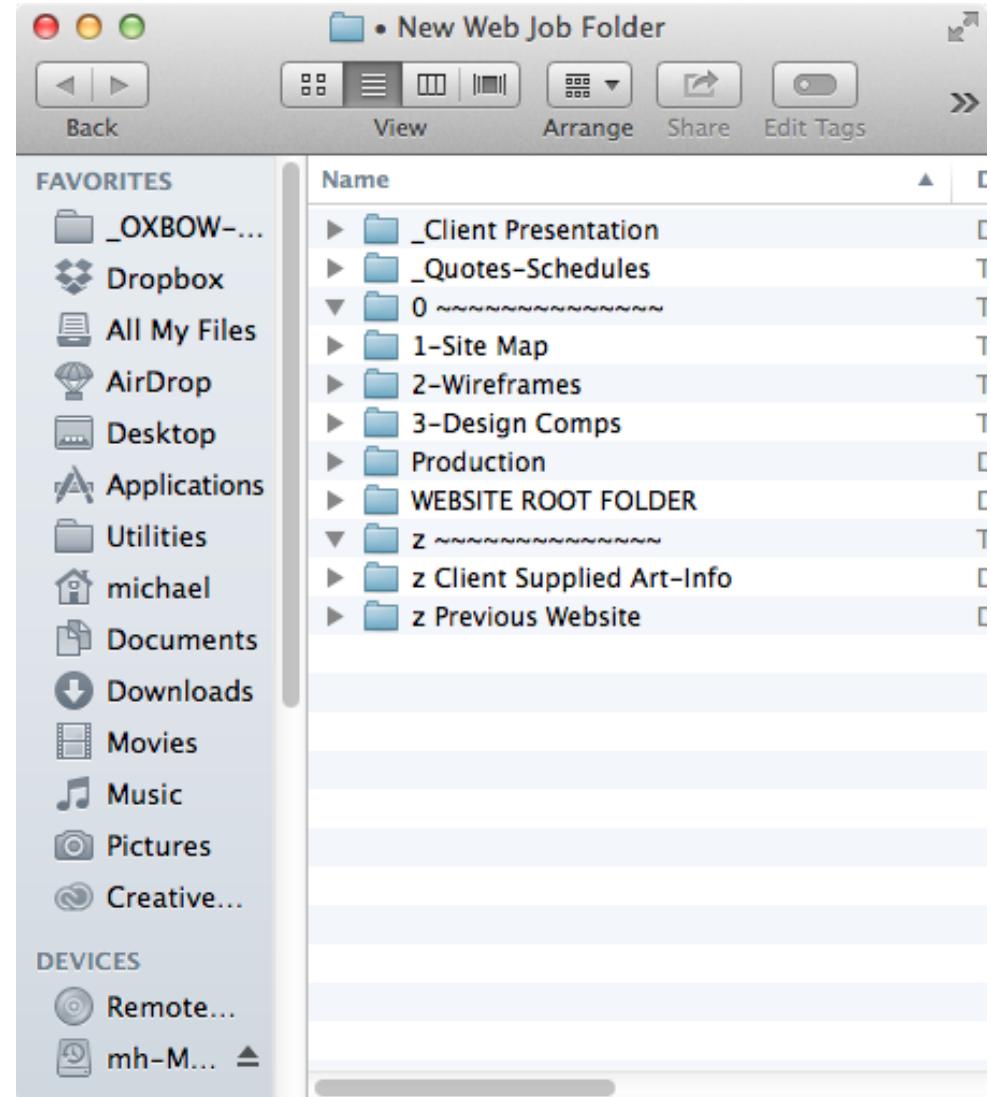 • New Web Job Folder
Back View Arrange Share Edit Tags
FAVORITES
_OXBOW-...
Dropbox
All My Files
AirDrop
Desktop
Applications
Utilities
michael
Documents
Downloads
Movies
Music
Pictures
Creative...
DEVICES
Remote...
mh-M...
Name
_Client Presentation
_Quotes-Schedules
0 ~~~~~~~~~~~~~~
1-Site Map
2-Wireframes
3-Design Comps
Production
WEBSITE ROOT FOLDER
z ~~~~~~~~~~~~~~
z Client Supplied Art-Info
z Previous Website